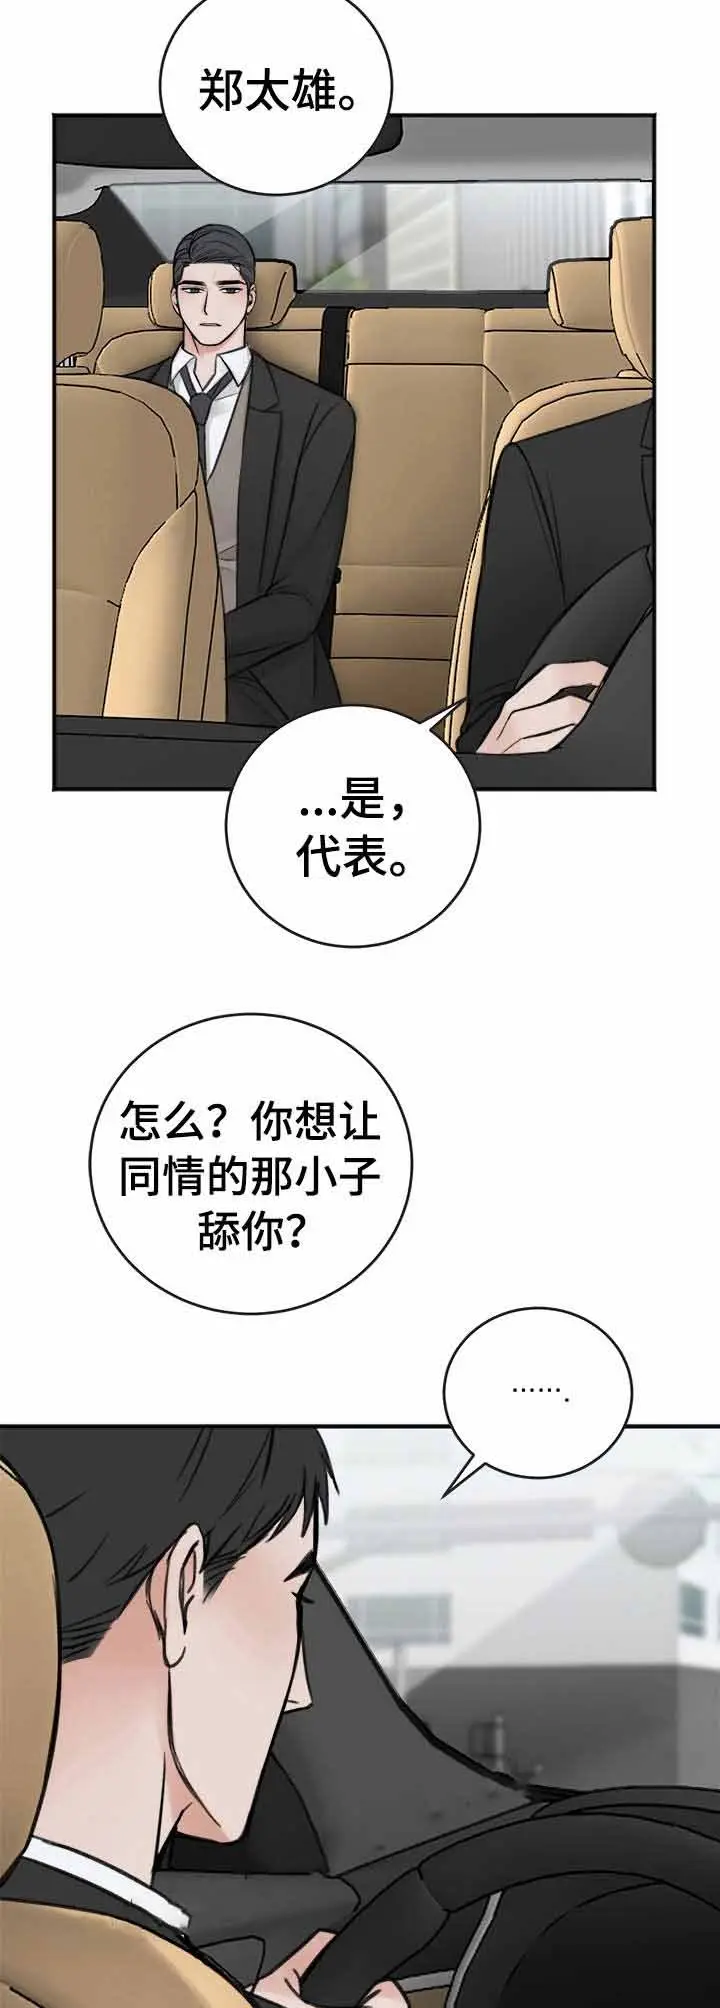 郑太雄。
…是，
代表。
怎么？你想让
同情的那小子
舔你？
…….